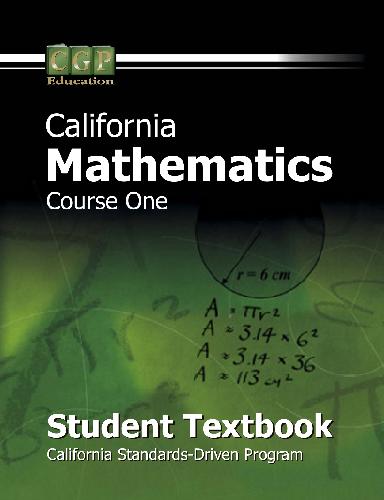 CGP
Education
California
Mathematics
Course One
r = 6 cm
A = πr²
A ≈ 3.14 × 6²
A ≈ 3.14 × 36
A ≈ 113 cm²
Student Textbook
California Standards-Driven Program